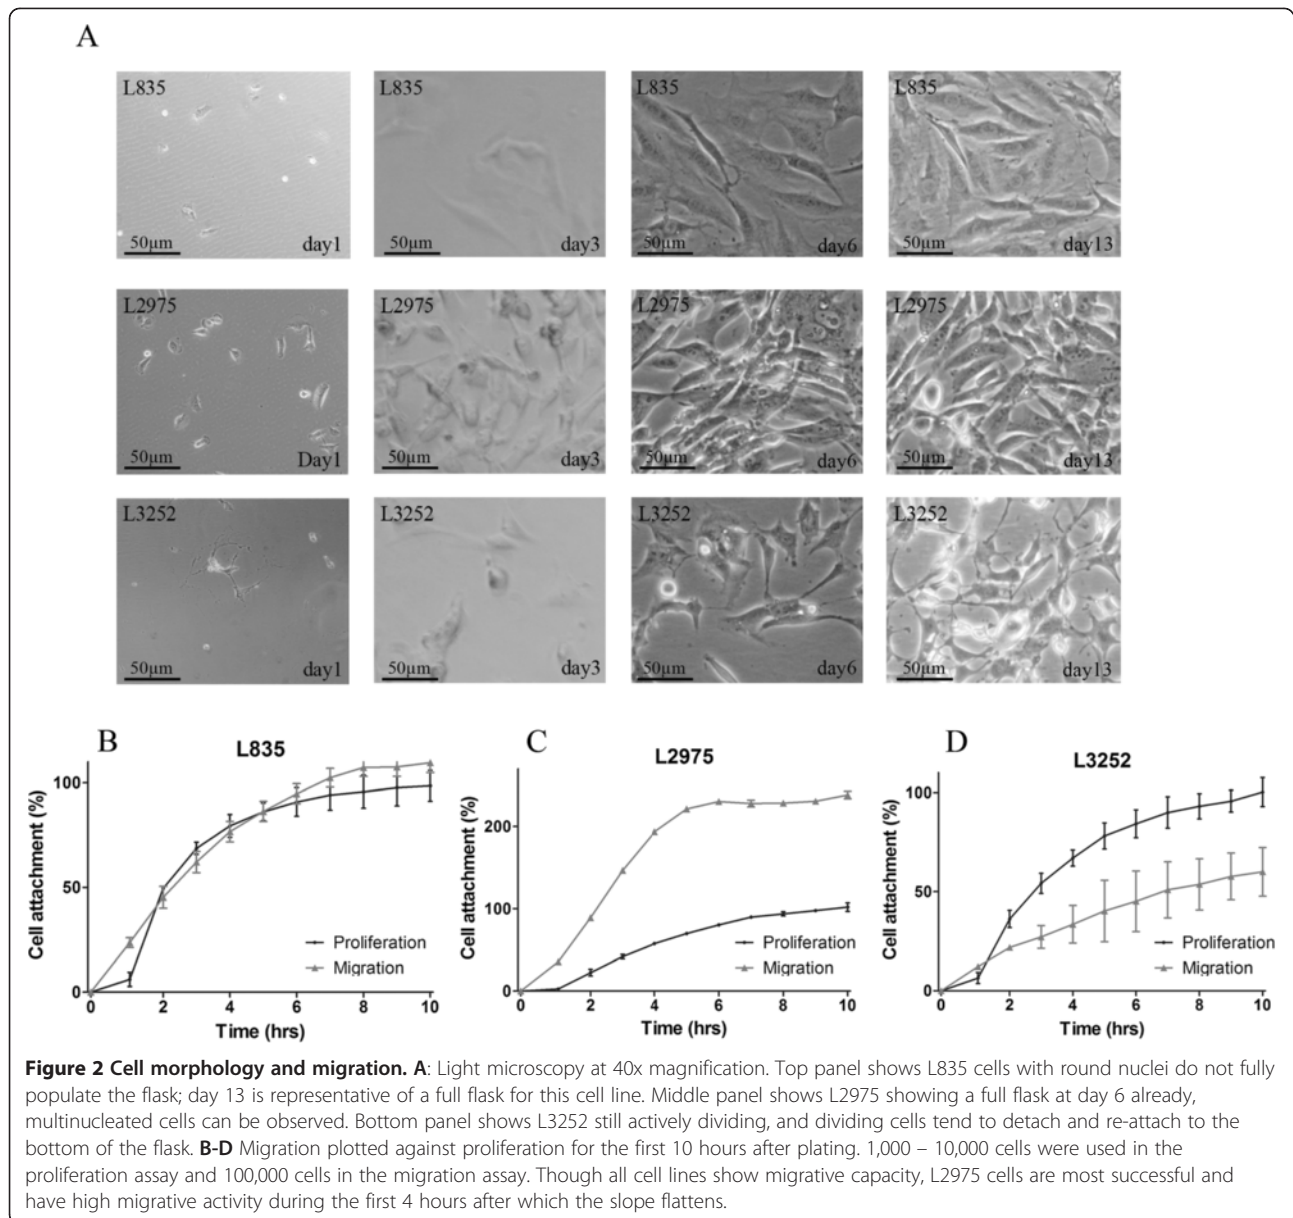 A
L835
L835
L835
L835
50µm
day1
50µm
day3
50µm
day6
50µm
day13
L2975
L2975
L2975
L2975
50µm
Day1
50µm
day3
50µm
day6
50µm
day13
L3252
L3252
L3252
L3252
50µm
day1
50µm
day3
50µm
day6
50µm
day13
B
L835
Cell attachment (%)
100
50
0
Proliferation
Migration
0 2 4 6 8 10
Time (hrs)
C
L2975
Cell attachment (%)
200
100
0
Proliferation
Migration
0 2 4 6 8 10
Time (hrs)
D
L3252
Cell attachment (%)
100
50
0
Proliferation
Migration
0 2 4 6 8 10
Time (hrs)
Figure 2 Cell morphology and migration. A: Light microscopy at 40x magnification. Top panel shows L835 cells with round nuclei do not fully
populate the flask; day 13 is representative of a full flask for this cell line. Middle panel shows L2975 showing a full flask at day 6 already,
multinucleated cells can be observed. Bottom panel shows L3252 still actively dividing, and dividing cells tend to detach and re-attach to the
bottom of the flask. B-D Migration plotted against proliferation for the first 10 hours after plating. 1,000 – 10,000 cells were used in the
proliferation assay and 100,000 cells in the migration assay. Though all cell lines show migrative capacity, L2975 cells are most successful and
have high migrative activity during the first 4 hours after which the slope flattens.